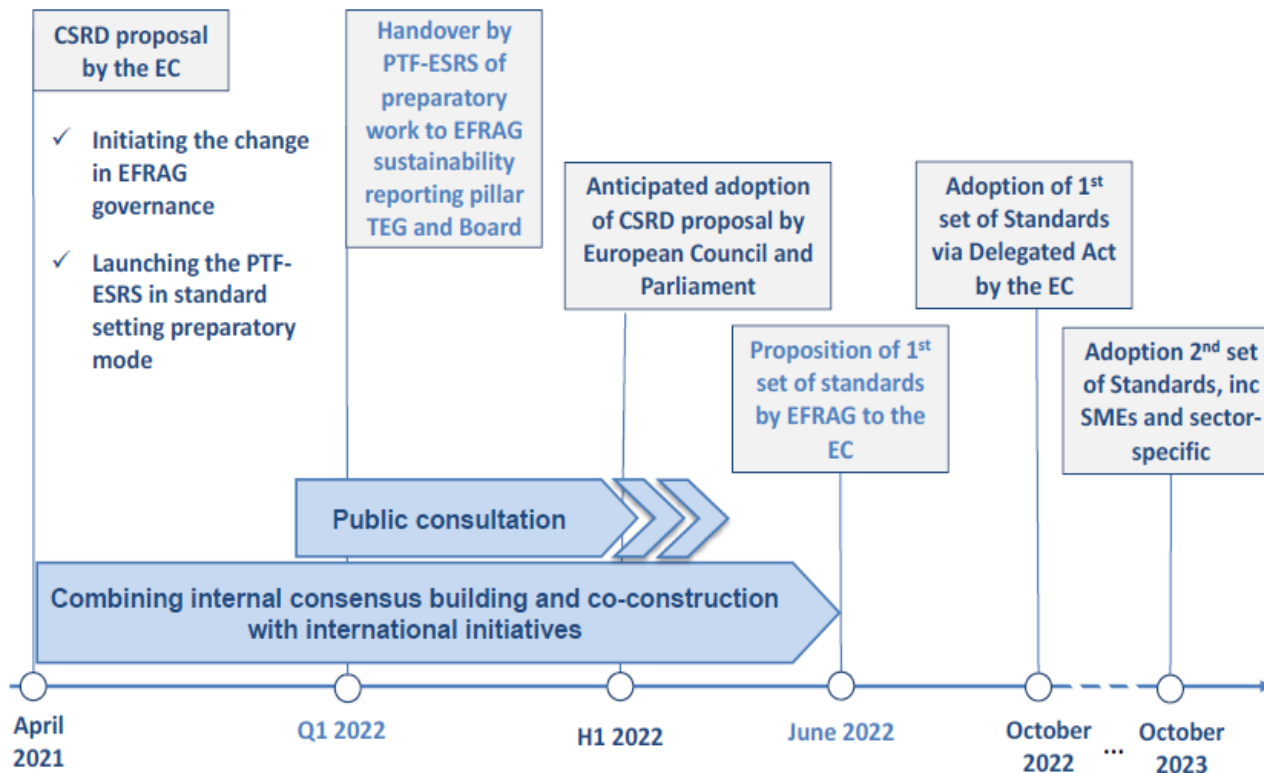 CSRD proposal
by the EC
✓ Initiating the change
in EFRAG
governance
✓ Launching the PTF-
ESRS in standard
setting preparatory
mode
Handover by
PTF-ESRS of
preparatory
work to EFRAG
sustainability
reporting pillar
TEG and Board
Anticipated adoption
of CSRD proposal by
European Council and
Parliament
Proposition of 1st
set of standards
by EFRAG to the
EC
Adoption of 1st
set of Standards
via Delegated Act
by the EC
Adoption 2nd set
of Standards, inc
SMEs and sector-
specific
Public consultation
Combining internal consensus building and co-construction
with international initiatives
April
2021
Q1 2022
H1 2022
June 2022
October
2022
...
October
2023